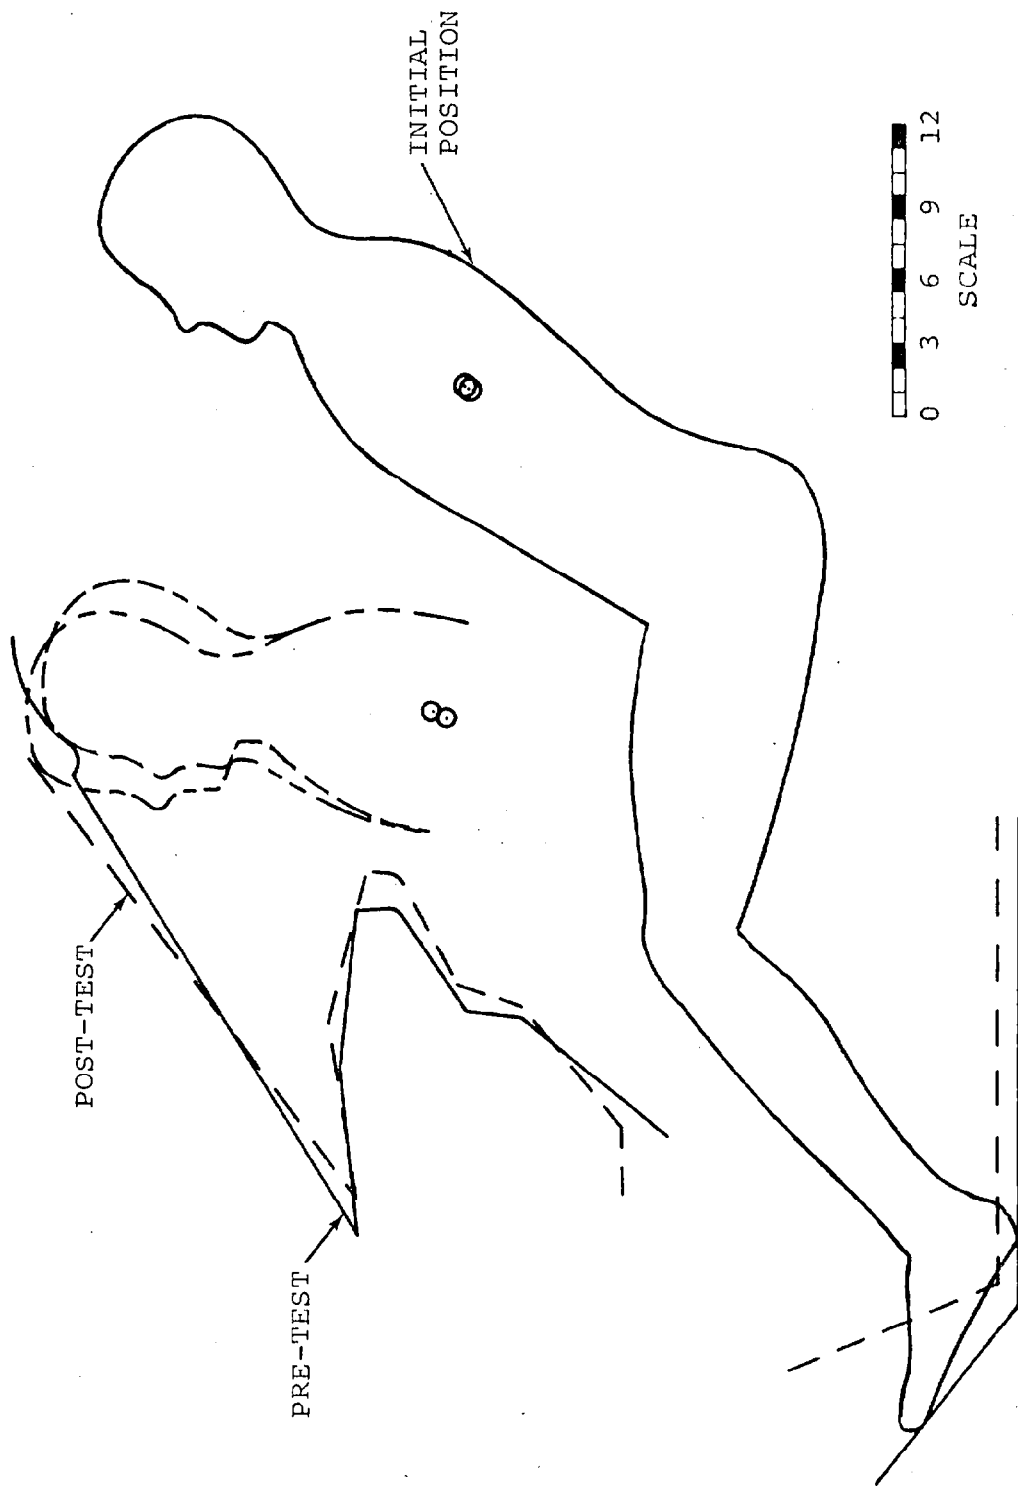 INITIAL
POSITION
POST-TEST
PRE-TEST
0 3 6 9 12
SCALE